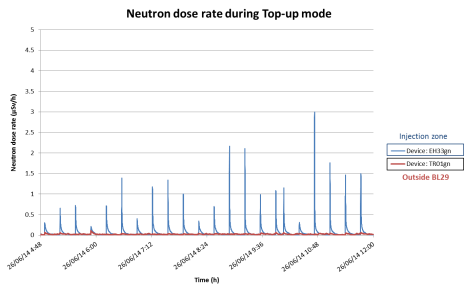 Neutron dose rate during Top-up mode
5
4.5
4
3.5
3
2.5
2
1.5
1
0.5
0
Neutron dose rate (µSv/h)
26/06/14 4:48
26/06/14 6:00
26/06/14 7:12
26/06/14 8:24
26/06/14 9:36
26/06/14 10:48
26/06/14 12:00
Time (h)
Injection zone
Device: EH33gn
Device: TR01gn
Outside BL29